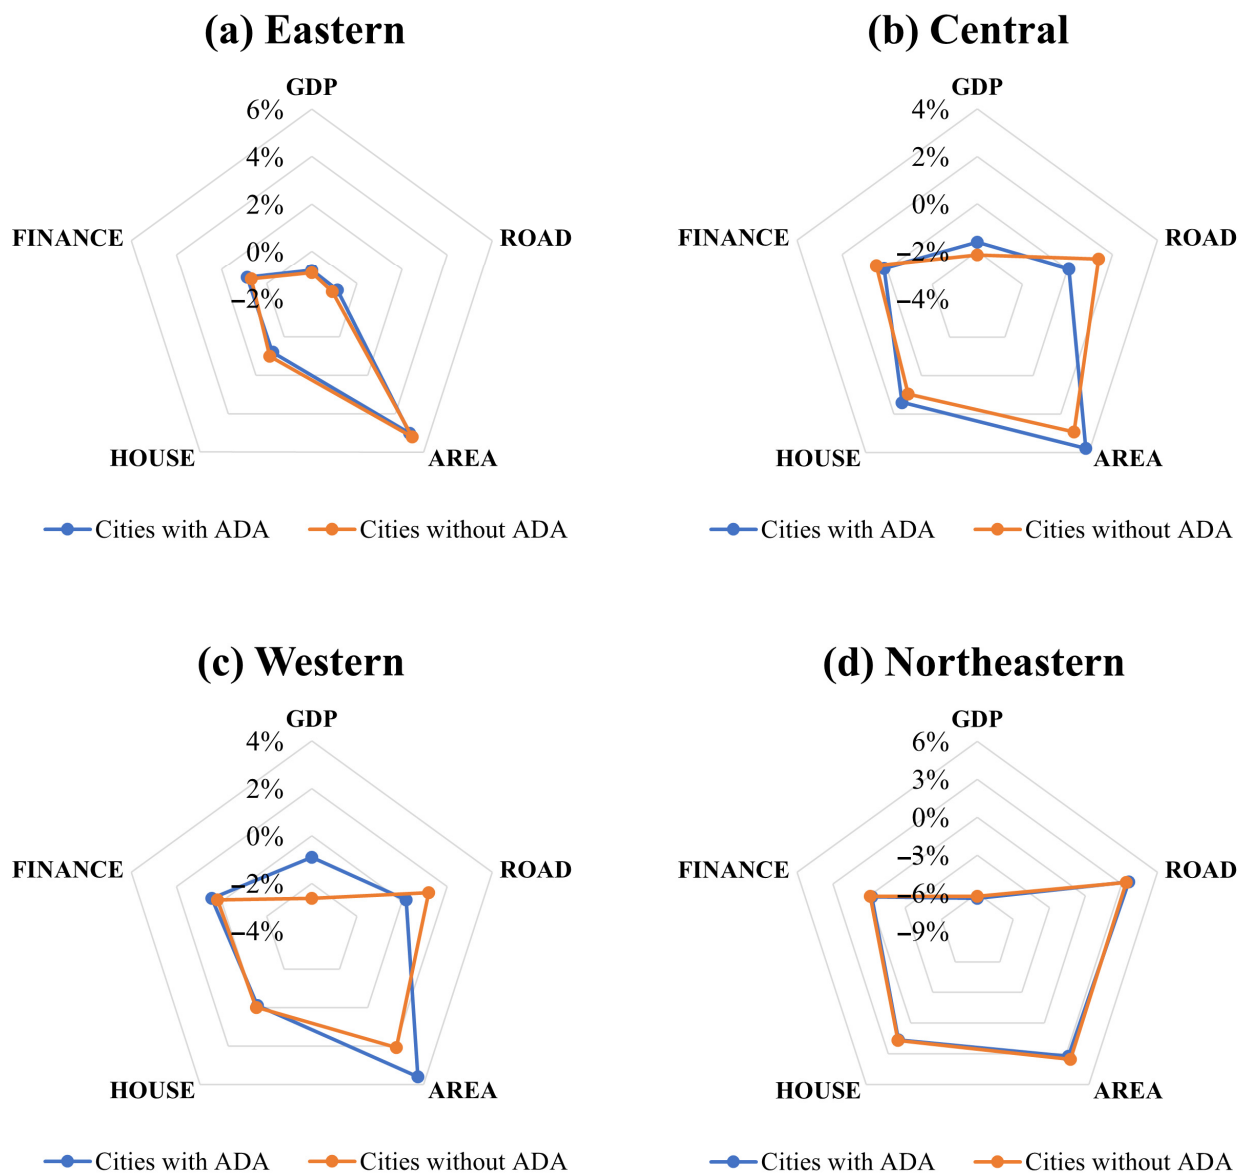 (a) Eastern
GDP
6%
4%
2%
0%
–2%
FINANCE
ROAD
HOUSE
AREA
Cities with ADA
Cities without ADA
(b) Central
GDP
4%
2%
0%
–2%
–4%
FINANCE
ROAD
HOUSE
AREA
Cities with ADA
Cities without ADA
(c) Western
GDP
4%
2%
0%
–2%
–4%
FINANCE
ROAD
HOUSE
AREA
Cities with ADA
Cities without ADA
(d) Northeastern
GDP
6%
3%
0%
–3%
–6%
–9%
FINANCE
ROAD
HOUSE
AREA
Cities with ADA
Cities without ADA